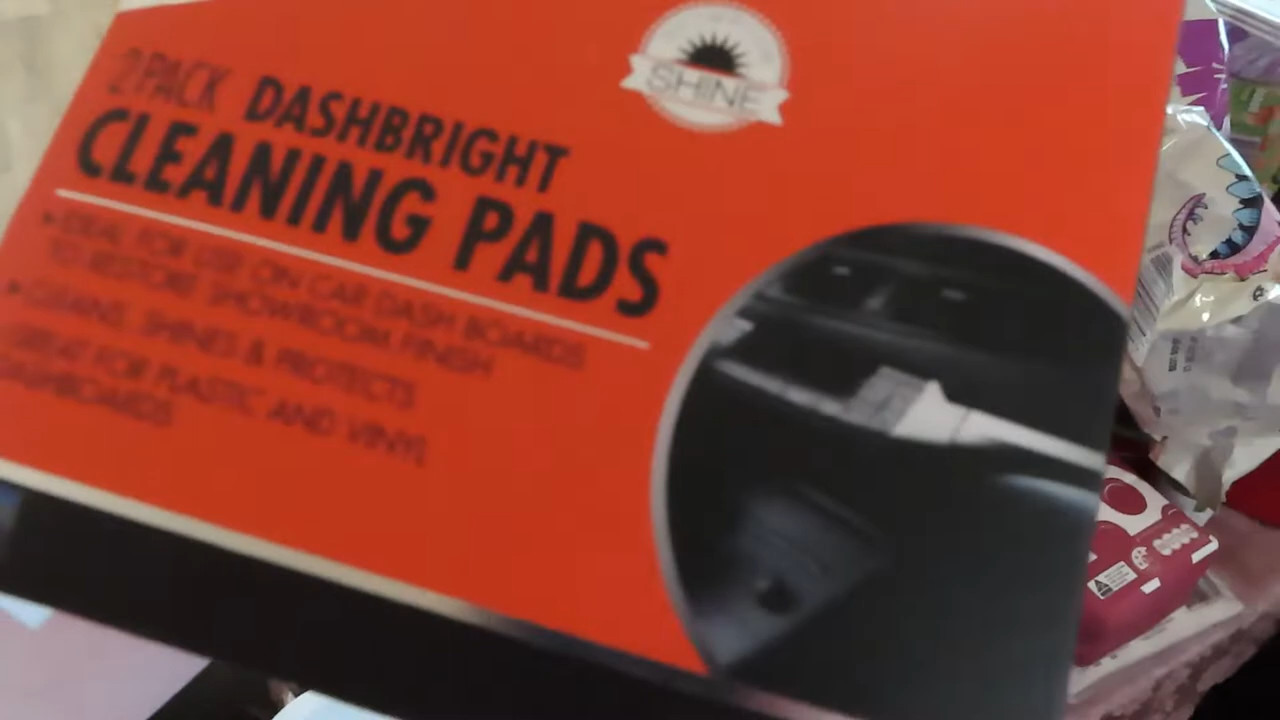 SHINE
2 PACK DASHBRIGHT
CLEANING PADS
IDEAL FOR USE ON CAR DASH BOARDS
TO RESTORE SHOWROOM FINISH
CLEANS, SHINES & PROTECTS
GREAT FOR PLASTIC AND VINYL
DASHBOARDS